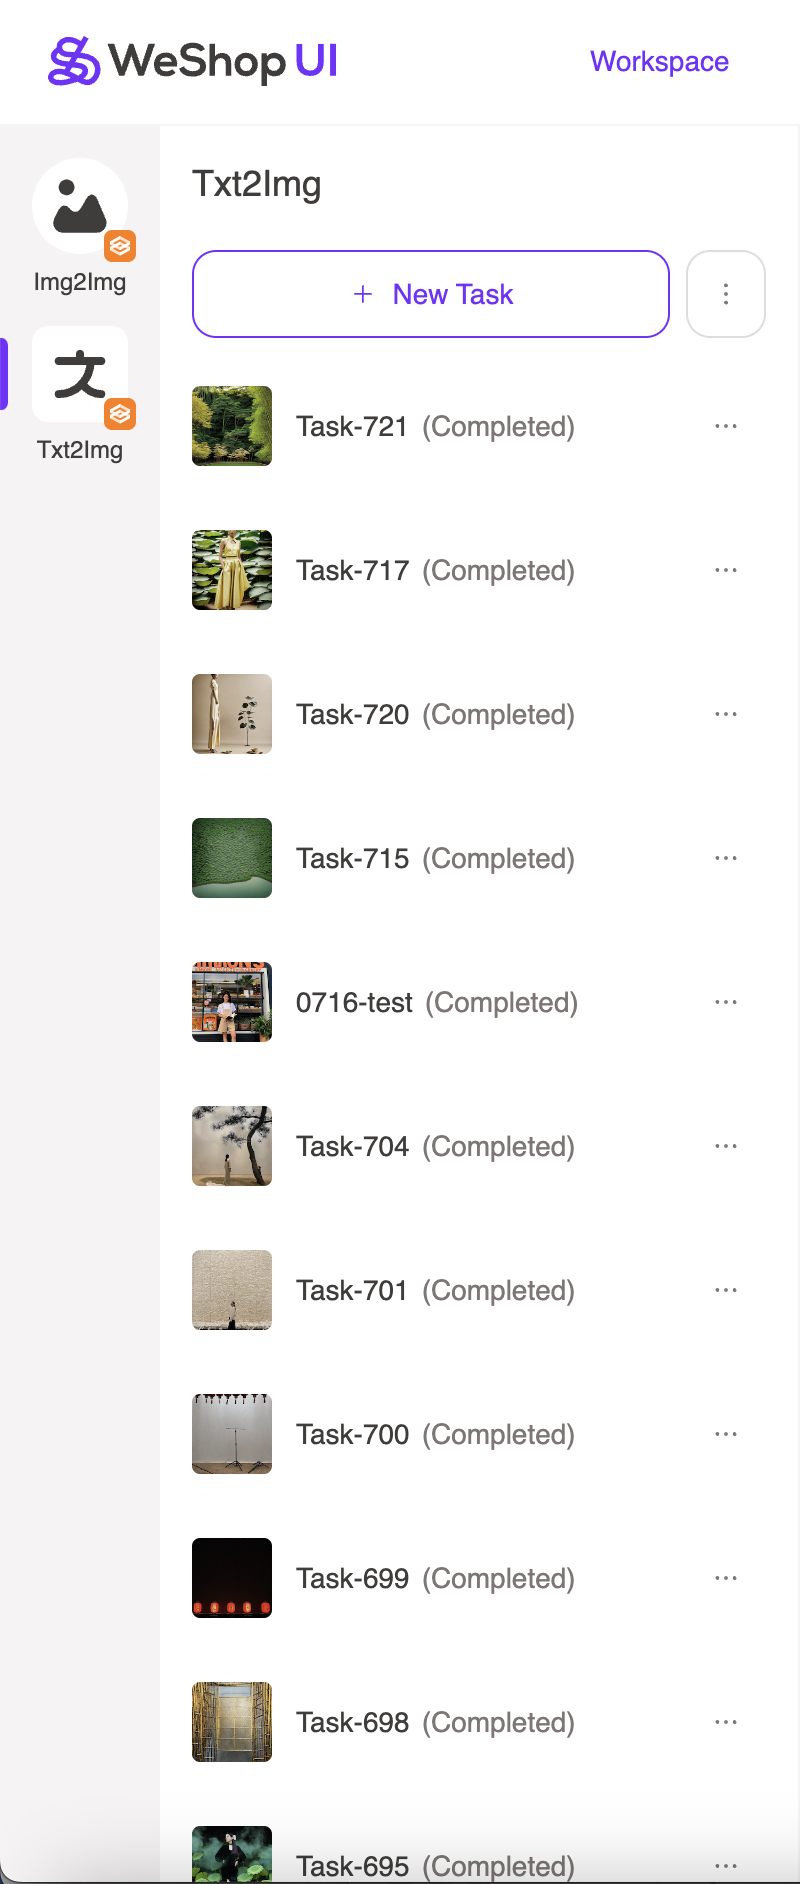 WeShop UI
Workspace
Img2Img
文
Txt2Img
Txt2Img
+ New Task
Task-721 (Completed)
Task-717 (Completed)
Task-720 (Completed)
Task-715 (Completed)
0716-test (Completed)
Task-704 (Completed)
Task-701 (Completed)
Task-700 (Completed)
Task-699 (Completed)
Task-698 (Completed)
Task-695 (Completed)